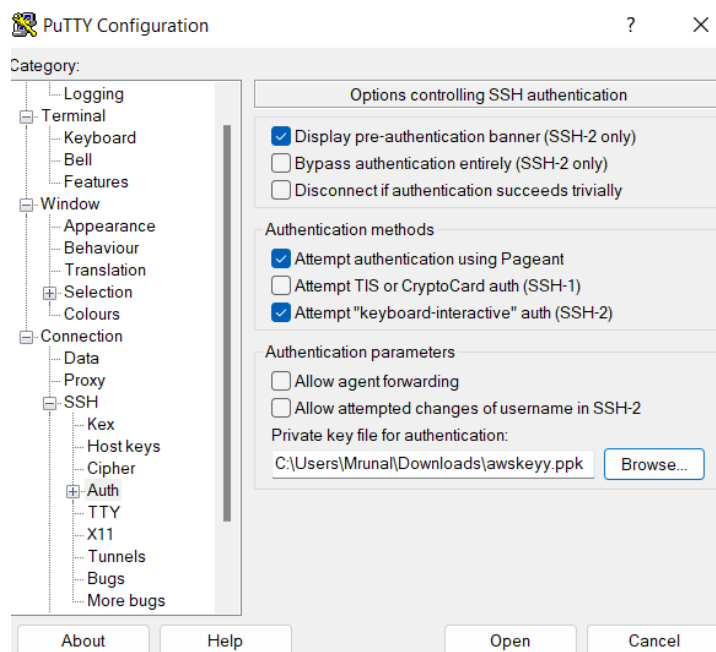 PuTTY Configuration
?
Category:
Logging
Terminal
Keyboard
Bell
Features
Window
Appearance
Behaviour
Translation
Selection
Colours
Connection
Data
Proxy
SSH
Kex
Host keys
Cipher
Auth
TTY
X11
Tunnels
Bugs
More bugs
Options controlling SSH authentication
Display pre-authentication banner (SSH-2 only)
Bypass authentication entirely (SSH-2 only)
Disconnect if authentication succeeds trivially
Authentication methods
Attempt authentication using Pageant
Attempt TIS or CryptoCard auth (SSH-1)
Attempt "keyboard-interactive" auth (SSH-2)
Authentication parameters
Allow agent forwarding
Allow attempted changes of username in SSH-2
Private key file for authentication:
C:\Users\Mrunal\Downloads\awskeyy.ppk Browse...
About Help Open Cancel